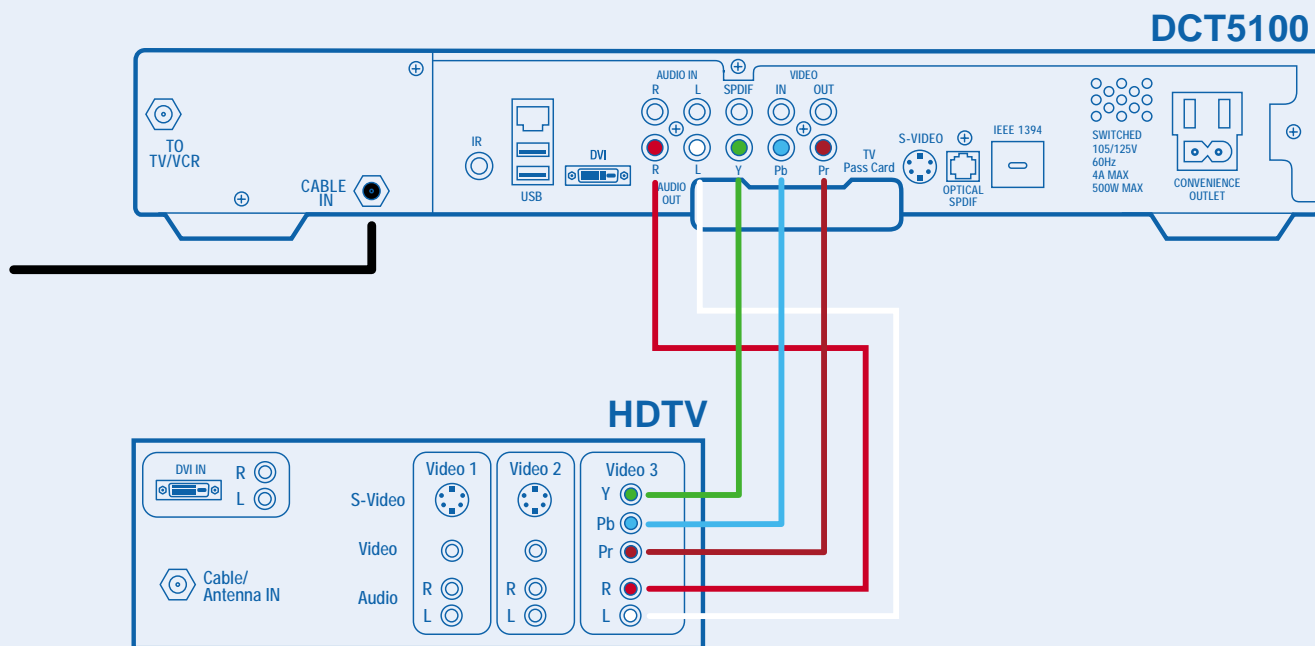 DCT5100
TO
TV/VCR
CABLE
IN
IR
USB
DVI
AUDIO IN
R L
SPDIF
VIDEO
IN OUT
R L Y Pb Pr
AUDIO
OUT
TV
Pass Card
S-VIDEO
OPTICAL
SPDIF
IEEE 1394
SWITCHED
105/125V
60Hz
4A MAX
500W MAX
CONVENIENCE
OUTLET
HDTV
DVI IN
R
L
Cable/
Antenna IN
S-Video
Video
Audio
Video 1
R
L
Video 2
R
L
Video 3
Y
Pb
Pr
R
L